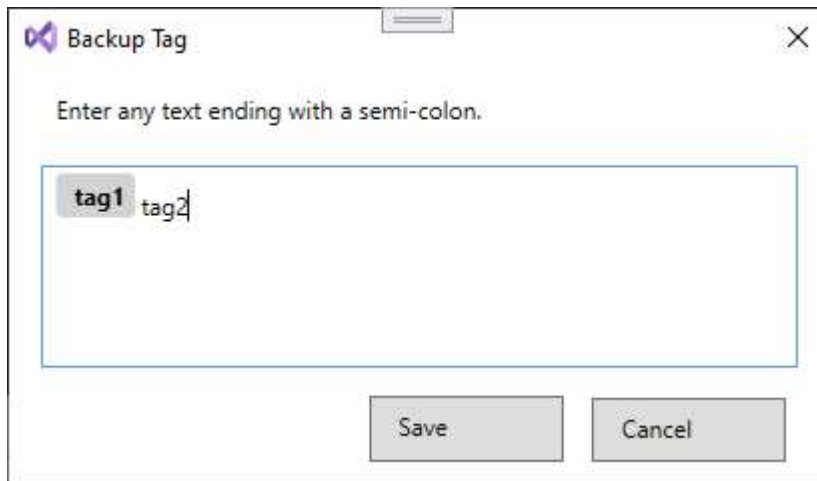 Backup Tag
Enter any text ending with a semi-colon.
tag1 tag2
Save Cancel